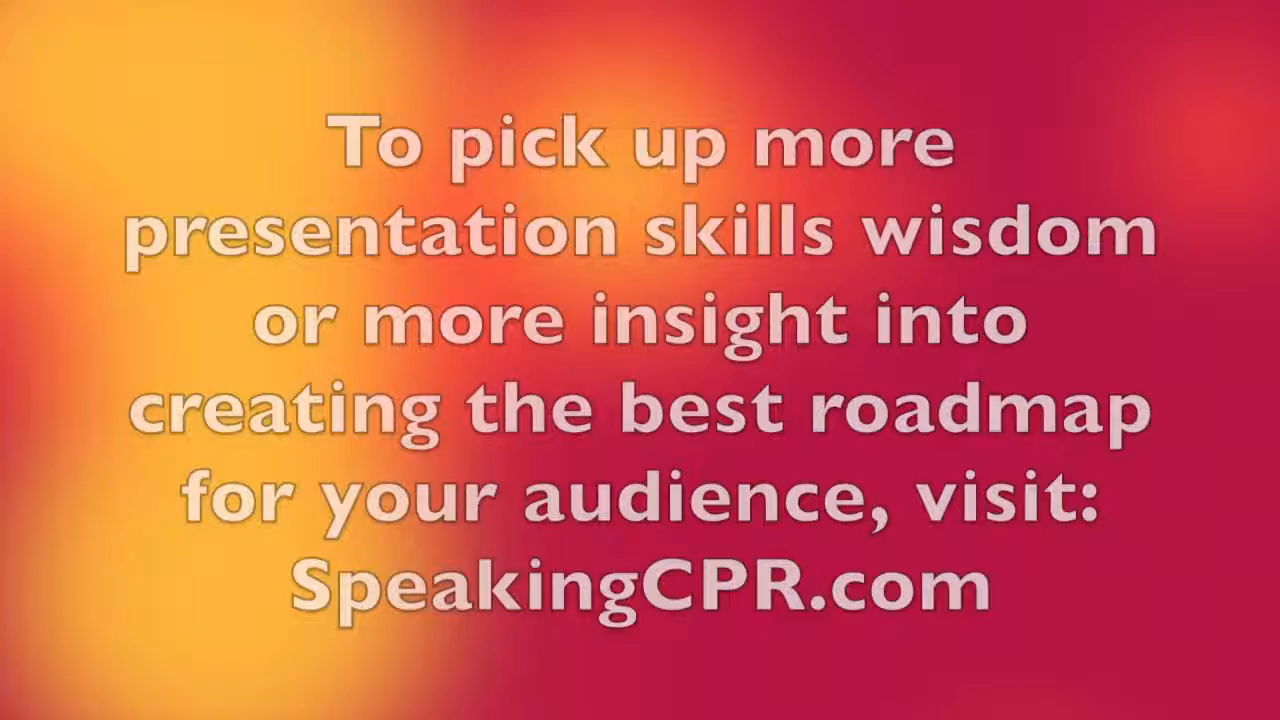 To pick up more
presentation skills wisdom
or more insight into
creating the best roadmap
for your audience, visit:
SpeakingCPR.com